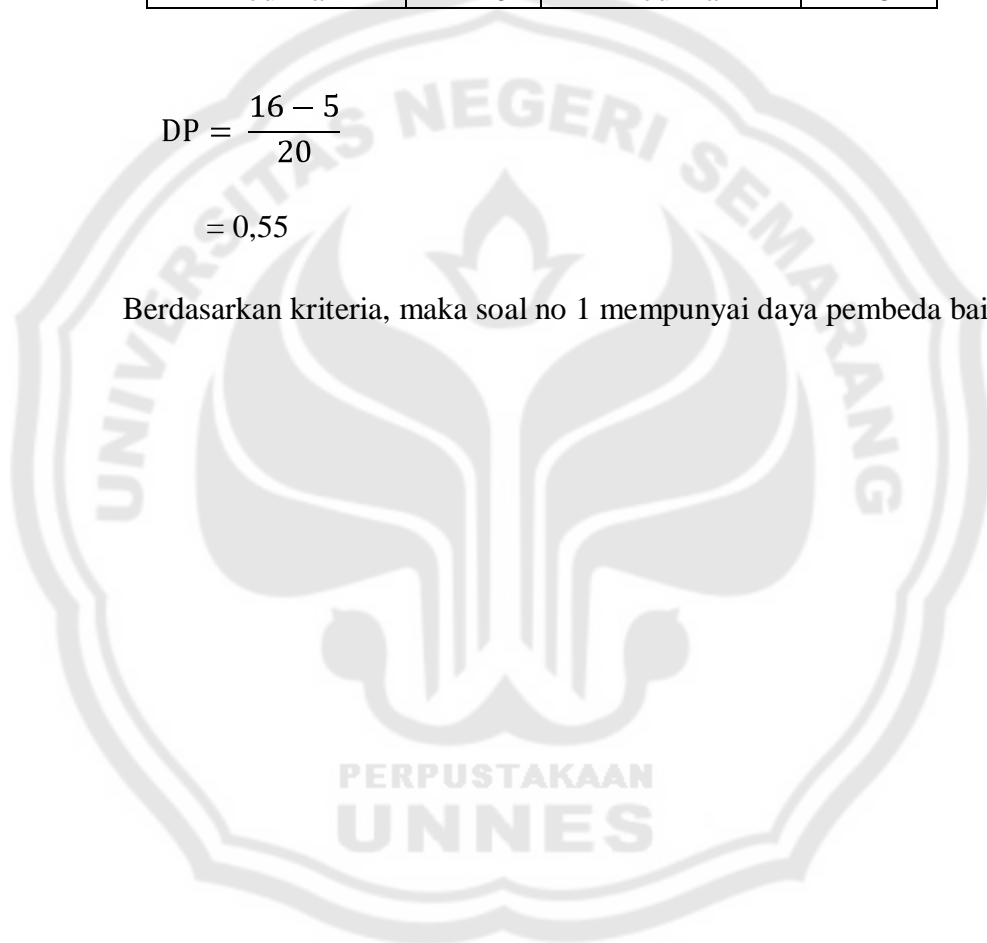 DP = 16 − 5 / 20
= 0,55
Berdasarkan kriteria, maka soal no 1 mempunyai daya pembeda bai
UNIVERSITAS NEGERI SEMARANG
PERPUSTAKAAN
UNNES